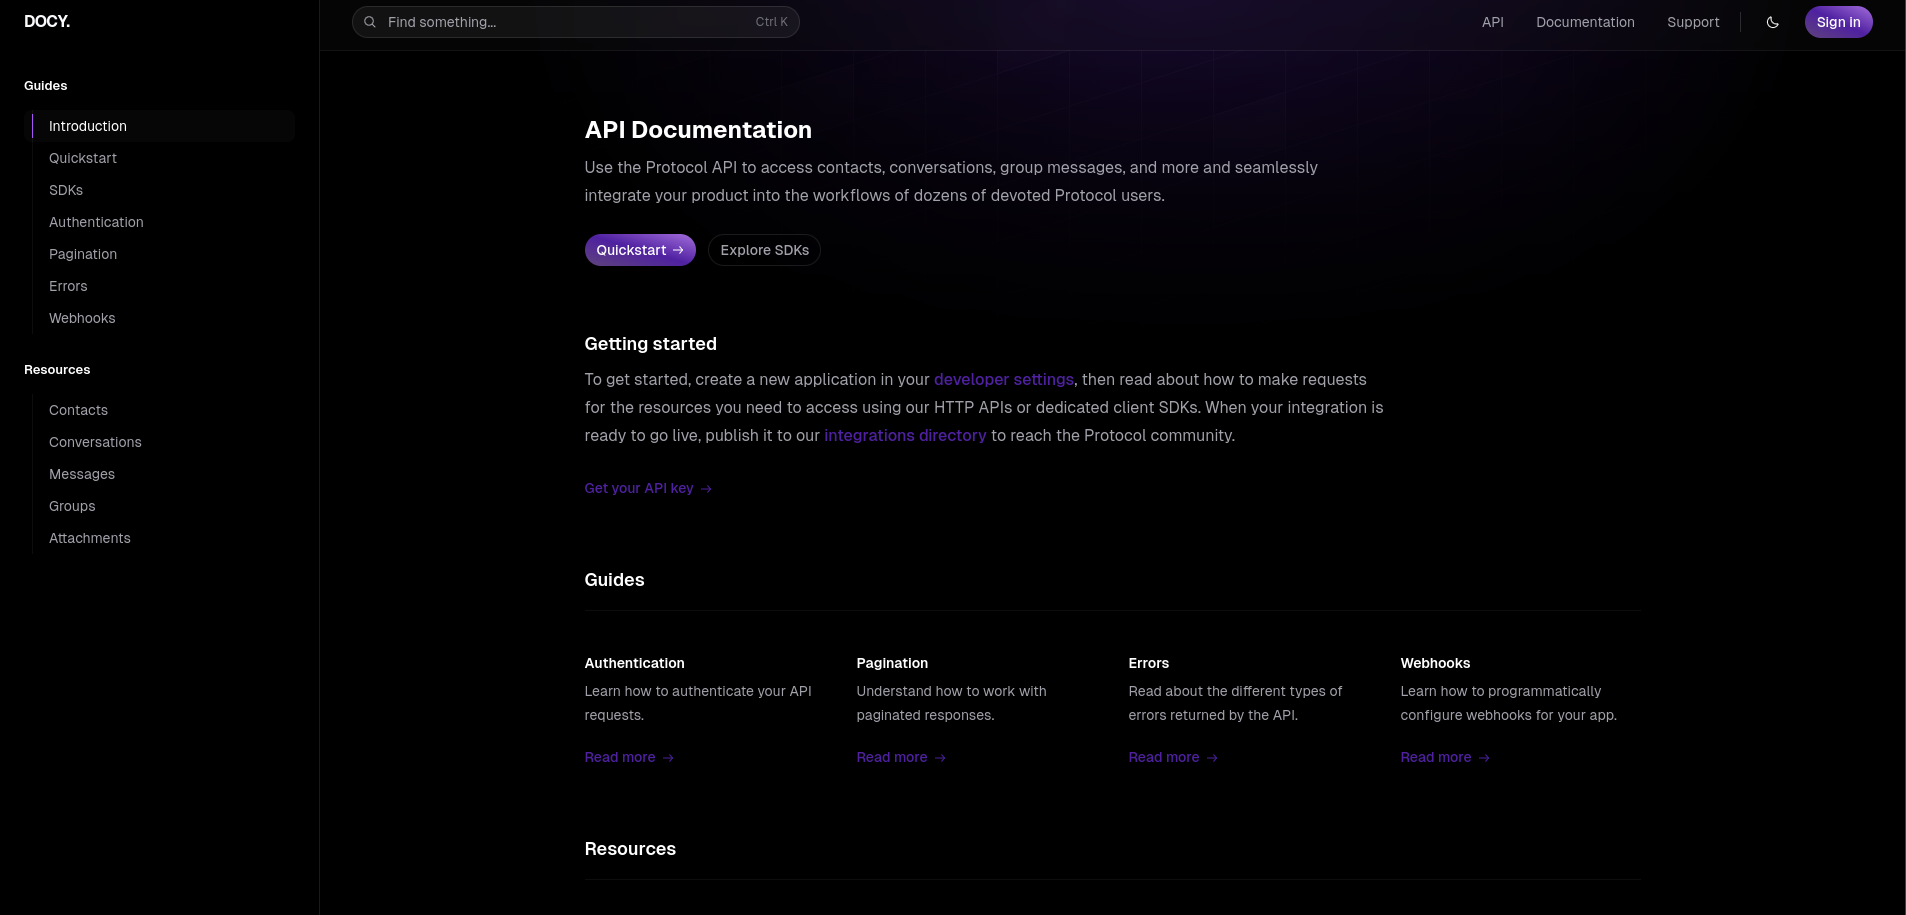 DOCY.
Find something...
Ctrl K
API
Documentation
Support
Sign in
Guides
Introduction
Quickstart
SDKs
Authentication
Pagination
Errors
Webhooks
Resources
Contacts
Conversations
Messages
Groups
Attachments
API Documentation
Use the Protocol API to access contacts, conversations, group messages, and more and seamlessly
integrate your product into the workflows of dozens of devoted Protocol users.
Quickstart →
Explore SDKs
Getting started
To get started, create a new application in your developer settings, then read about how to make requests
for the resources you need to access using our HTTP APIs or dedicated client SDKs. When your integration is
ready to go live, publish it to our integrations directory to reach the Protocol community.
Get your API key →
Guides
Authentication
Learn how to authenticate your API
requests.
Read more →
Pagination
Understand how to work with
paginated responses.
Read more →
Errors
Read about the different types of
errors returned by the API.
Read more →
Webhooks
Learn how to programmatically
configure webhooks for your app.
Read more →
Resources